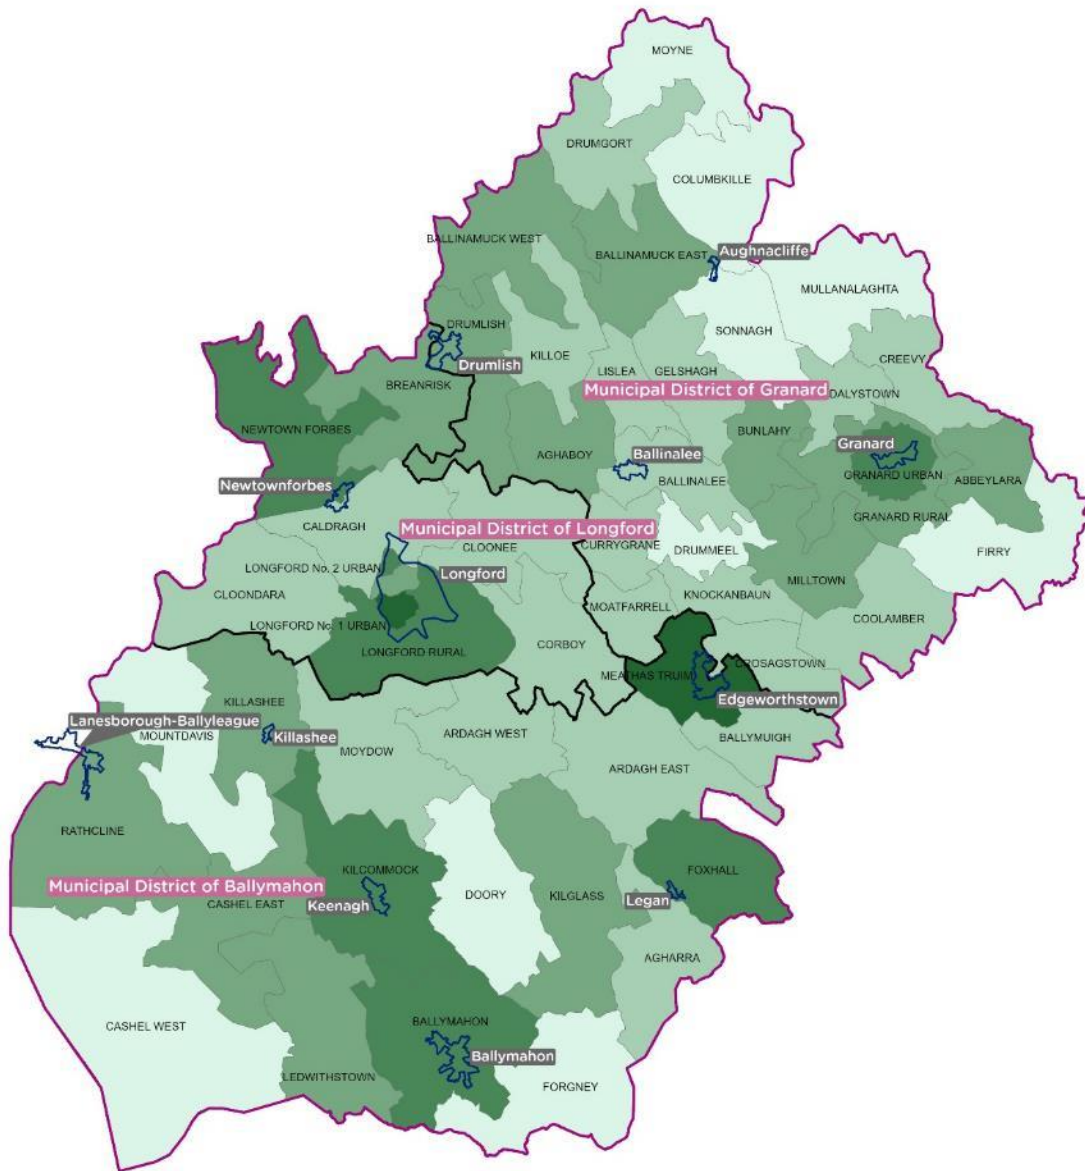 MOYNE
DRUMGORT
COLUMBKILLE
BALLINAMUCK WEST
BALLINAMUCK EAST
Aughnacliffe
MULLANALAGHTA
DRUMLISH
SONNAGH
Drumlish
KILLOE
CREEVY
BREANRISK
LISLEA
GELSHAGH
Municipal District of Granard
DALYSTOWN
NEWTOWN FORBES
BUNLAHY
Granard
AGHABOY
Ballinalee
GRANARD URBAN
ABBEYLARA
Newtownforbes
BALLINALEE
GRANARD RURAL
CALDRAGH
Municipal District of Longford
CLOONEE
CURRYGRANE
DRUMMEEL
FIRRY
LONGFORD No. 2 URBAN
Longford
MILLTOWN
CLOONDARA
KNOCKANBAUN
MOATFARRELL
COOLAMBER
LONGFORD No. 1 URBAN
CORBOY
LONGFORD RURAL
CROSAGSTOWN
MEATHAS TRUIM
KILLASHEE
Edgeworthstown
Lanesborough-Ballyleague
MOUNTDAVIS
Killashee
ARDAGH WEST
BALLYMUIGH
MOYDOW
ARDAGH EAST
RATHCLINE
KILCOMMOCK
FOXHALL
Municipal District of Ballymahon
DOORY
KILGLASS
CASHEL EAST
Keenagh
Legan
AGHARRA
CASHEL WEST
BALLYMAHON
Ballymahon
LEDWITHSTOWN
FORGNEY